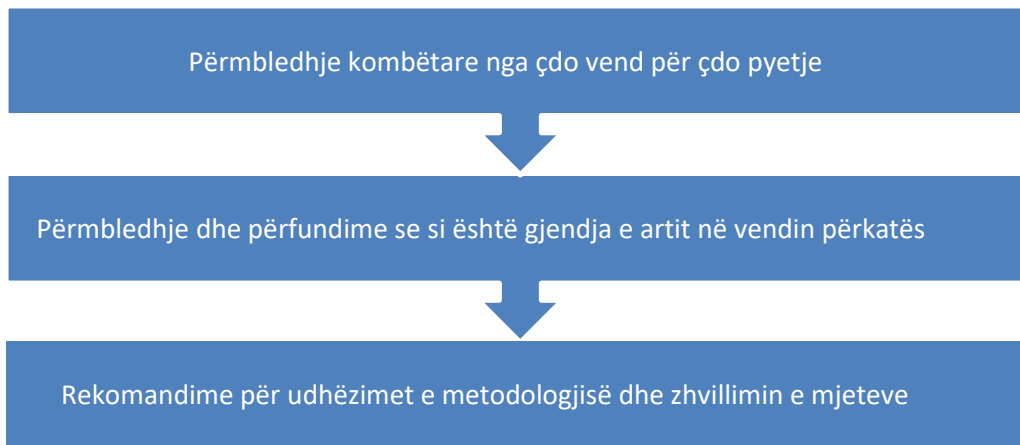 Përmbledhje kombëtare nga çdo vend për çdo pyetje
Përmbledhje dhe përfundime se si është gjendja e artit në vendin përkatës
Rekomandime për udhëzimet e metodologjisë dhe zhvillimin e mjeteve